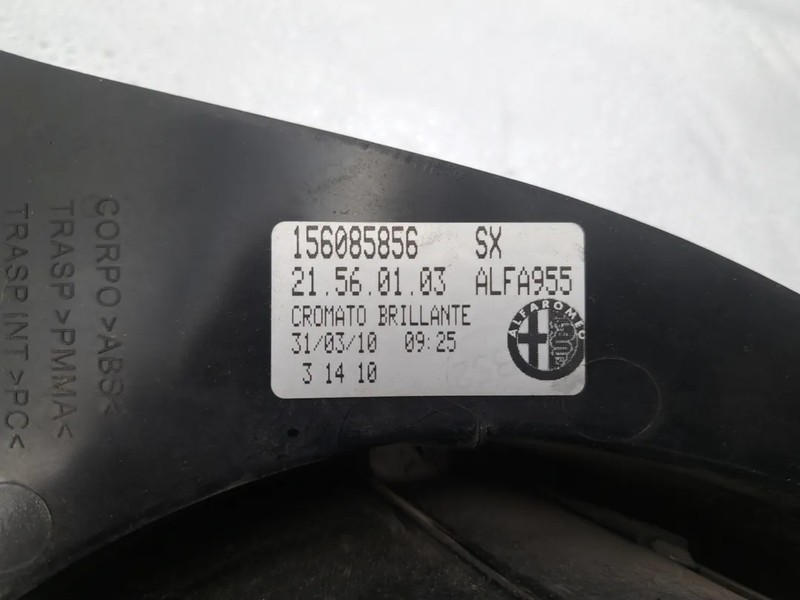 CORPO >ABS<
TRASP >PMMA<
TRASP INT >PC<
156085856 SX
21.56.01.03 ALFA955
CROMATO BRILLANTE
31/03/10 09:25
3 14 10
ALFA ROMEO